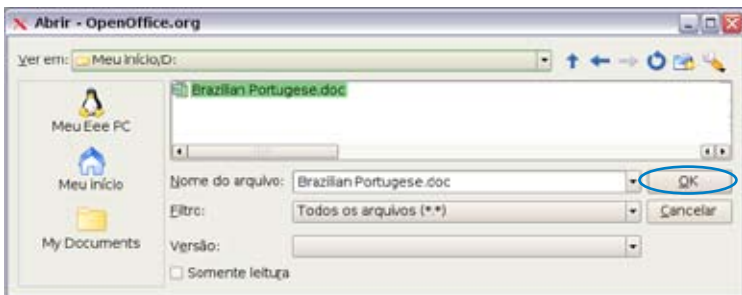 Abrir - OpenOffice.org
Ver em: Meu Início,D:
Brazilian Portugese.doc
Meu Eee PC
Meu início
My Documents
Nome do arquivo: Brazilian Portugese.doc OK
Filtro: Todos os arquivos (*.*) Cancelar
Versão:
Somente leitura